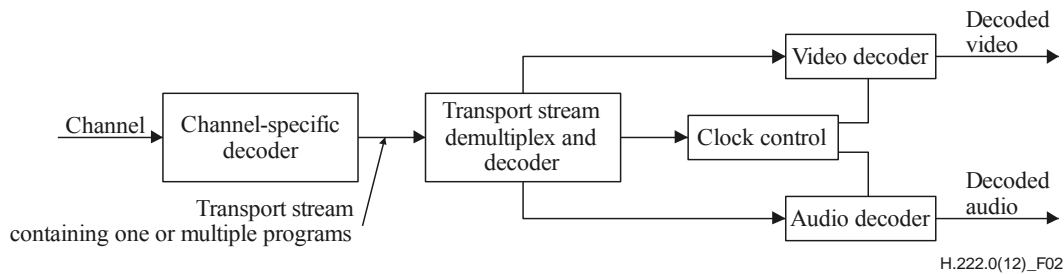 Decoded
video
Video decoder
Channel
Channel-specific
decoder
Transport stream
demultiplex and
decoder
Clock control
Transport stream
containing one or multiple programs
Decoded
audio
Audio decoder
H.222.0(12)_F02